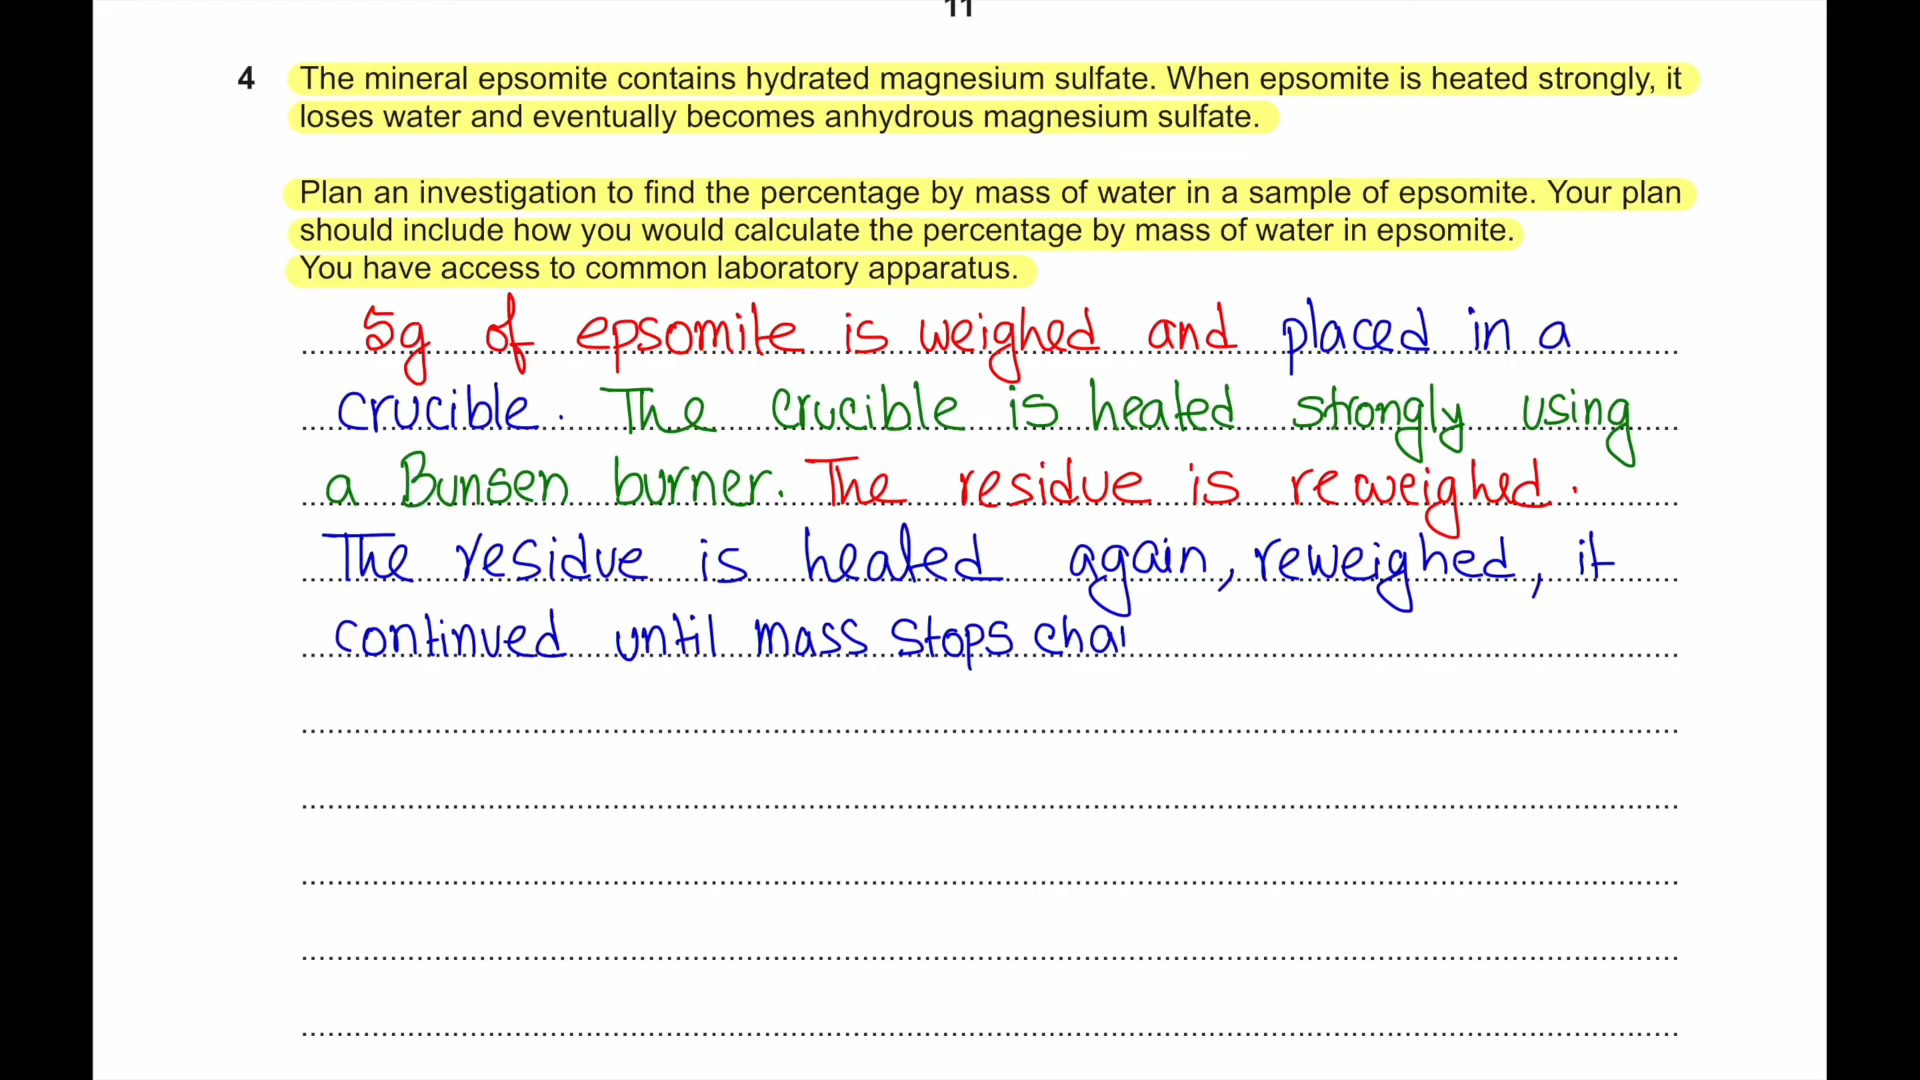 11
4 The mineral epsomite contains hydrated magnesium sulfate. When epsomite is heated strongly, it
loses water and eventually becomes anhydrous magnesium sulfate.
Plan an investigation to find the percentage by mass of water in a sample of epsomite. Your plan
should include how you would calculate the percentage by mass of water in epsomite.
You have access to common laboratory apparatus.
5g of epsomite is weighed and placed in a
crucible. The crucible is heated strongly using
a Bunsen burner. The residue is reweighed.
The residue is heated again, reweighed, it
continued until mass stops cha